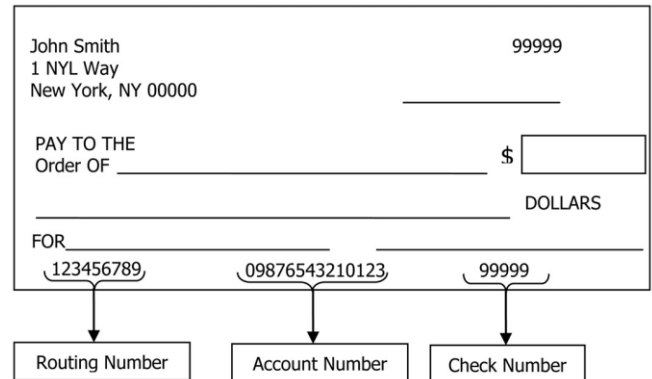 John Smith 99999
1 NYL Way
New York, NY 00000
PAY TO THE
Order OF $
DOLLARS
FOR
123456789 09876543210123 99999
Routing Number Account Number Check Number